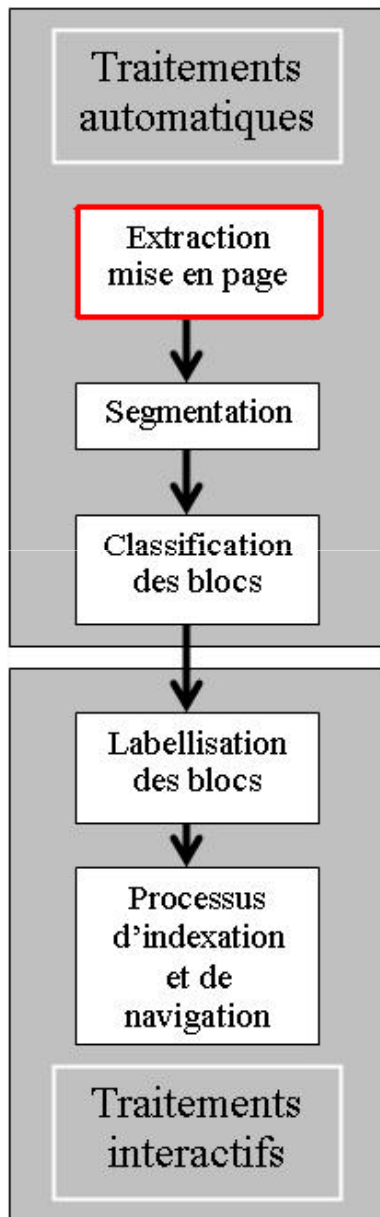 Traitements
automatiques
Extraction
mise en page
Segmentation
Classification
des blocs
Labellisation
des blocs
Processus
d'indexation
et de
navigation
Traitements
interactifs